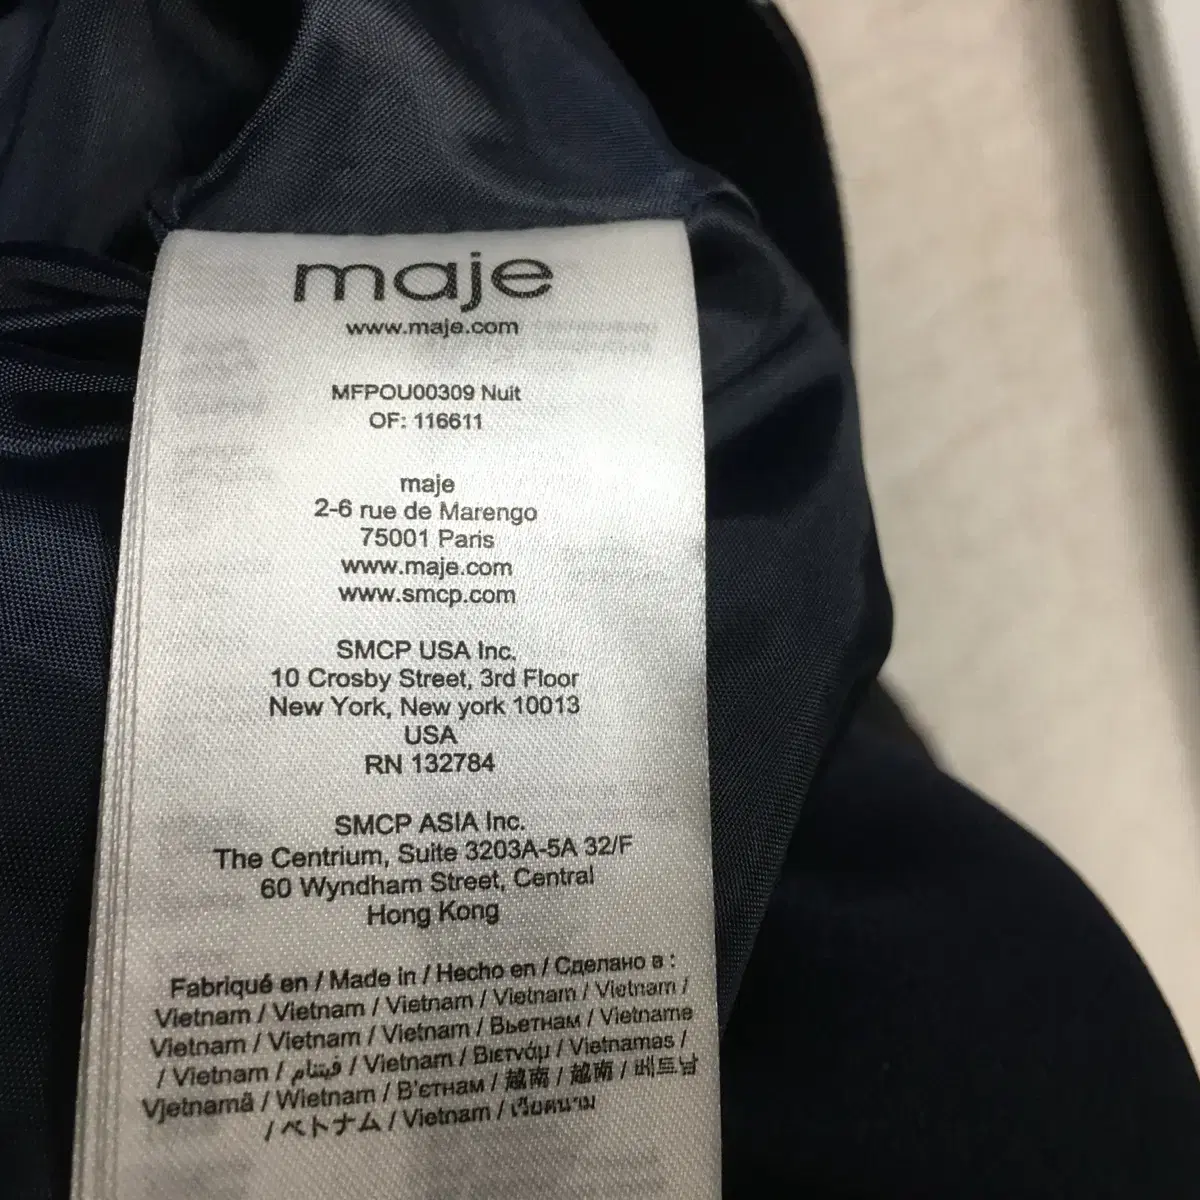 maje
www.maje.com
MFPOU00309 Nuit
OF: 116611
maje
2-6 rue de Marengo
75001 Paris
www.maje.com
www.smcp.com
SMCP USA Inc.
10 Crosby Street, 3rd Floor
New York, New york 10013
USA
RN 132784
SMCP ASIA Inc.
The Centrium, Suite 3203A-5A 32/F
60 Wyndham Street, Central
Hong Kong
Fabriqué en / Made in / Hecho en / Сделано в :
Vietnam / Vietnam / Vietnam / Vietnam / Vietnam /
Vietnam / Vietnam / Vietnam / Вьетнам / Vietname
/ Vietnam / فيتنام / Vietnam / Βιετνάμ / Vietnamas /
Vjetnamā / Wietnam / В'єтнам / 越南 / 越南 / 베트남
/ ベトナム / Vietnam / เวียดนาม